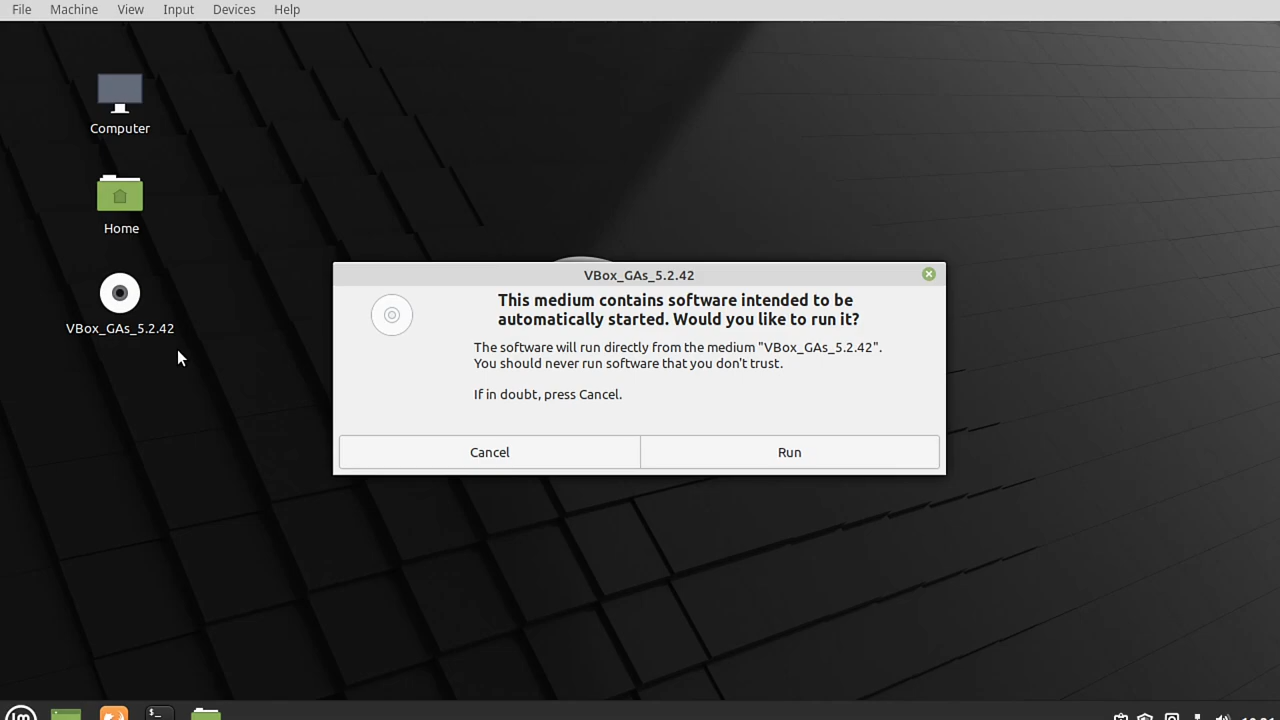 File Machine View Input Devices Help
Computer
Home
VBox_GAs_5.2.42
VBox_GAs_5.2.42
This medium contains software intended to be
automatically started. Would you like to run it?
The software will run directly from the medium "VBox_GAs_5.2.42".
You should never run software that you don't trust.
If in doubt, press Cancel.
Cancel Run